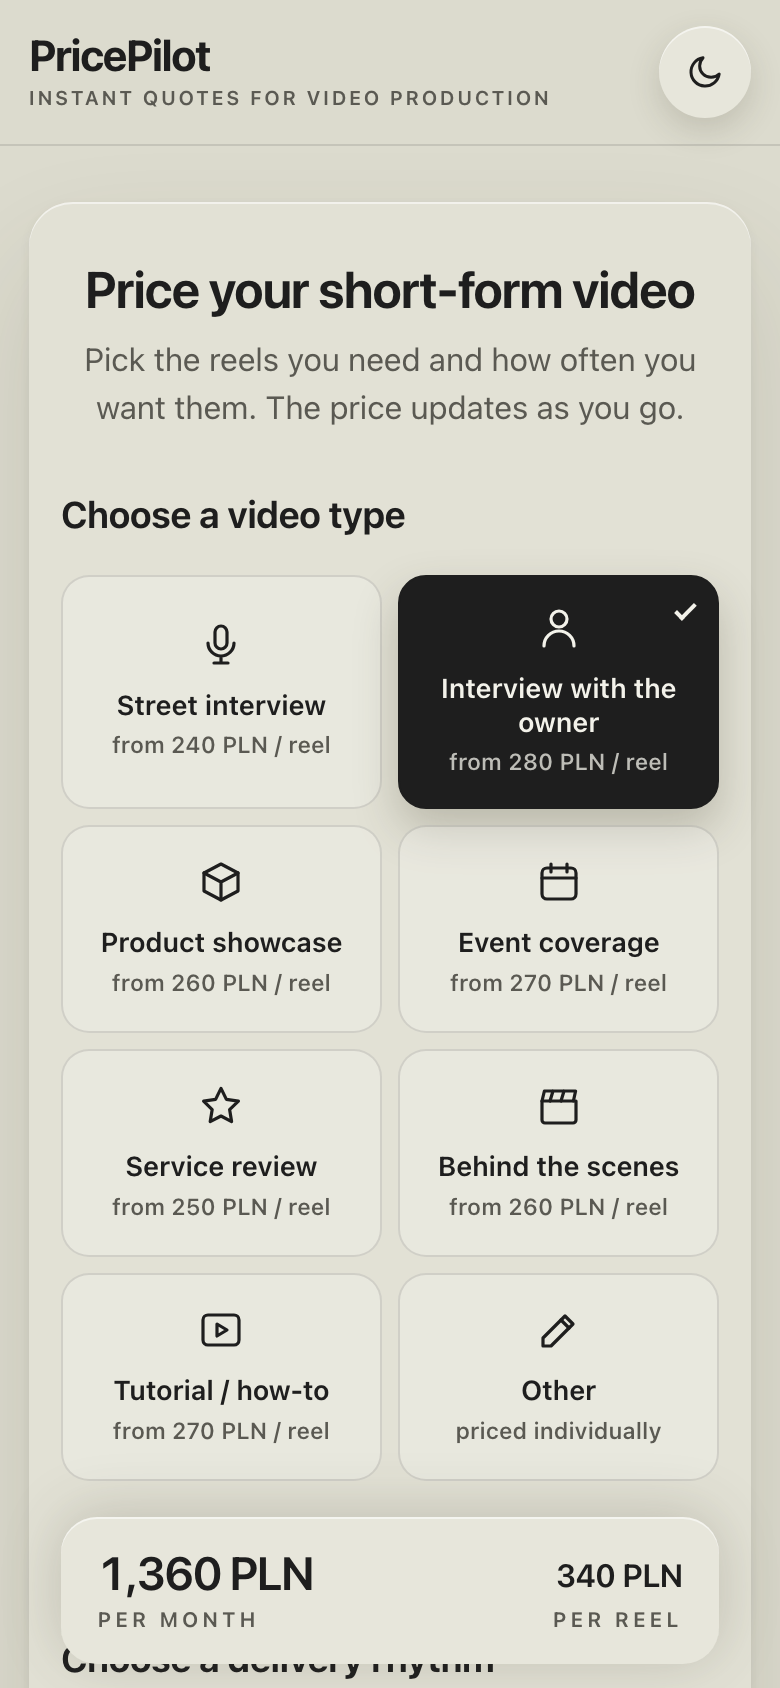 PricePilot
INSTANT QUOTES FOR VIDEO PRODUCTION
Price your short-form video
Pick the reels you need and how often you
want them. The price updates as you go.
Choose a video type
Street interview
from 240 PLN / reel
Interview with the
owner
from 280 PLN / reel
Product showcase
from 260 PLN / reel
Event coverage
from 270 PLN / reel
Service review
from 250 PLN / reel
Behind the scenes
from 260 PLN / reel
Tutorial / how-to
from 270 PLN / reel
Other
priced individually
1,360 PLN
PER MONTH
340 PLN
PER REEL
Choose a delivery rhythm